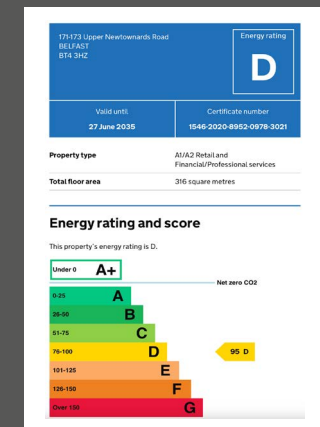 171-173 Upper Newtownards Road
BELFAST
BT4 3HZ
Energy rating
D
Valid until
27 June 2035
Certificate number
1546-2020-8952-0978-3021
Property type
A1/A2 Retail and
Financial/Professional services
Total floor area
316 square metres
Energy rating and score
This property's energy rating is D.
Under 0 A+
Net zero CO2
0-25 A
26-50 B
51-75 C
76-100 D
95 D
101-125 E
126-150 F
Over 150 G